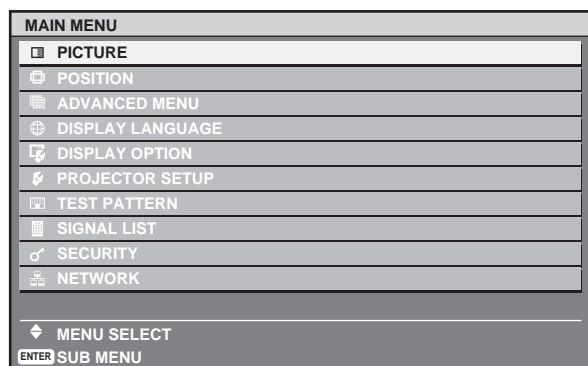 MAIN MENU
PICTURE
POSITION
ADVANCED MENU
DISPLAY LANGUAGE
DISPLAY OPTION
PROJECTOR SETUP
TEST PATTERN
SIGNAL LIST
SECURITY
NETWORK
MENU SELECT
ENTER SUB MENU